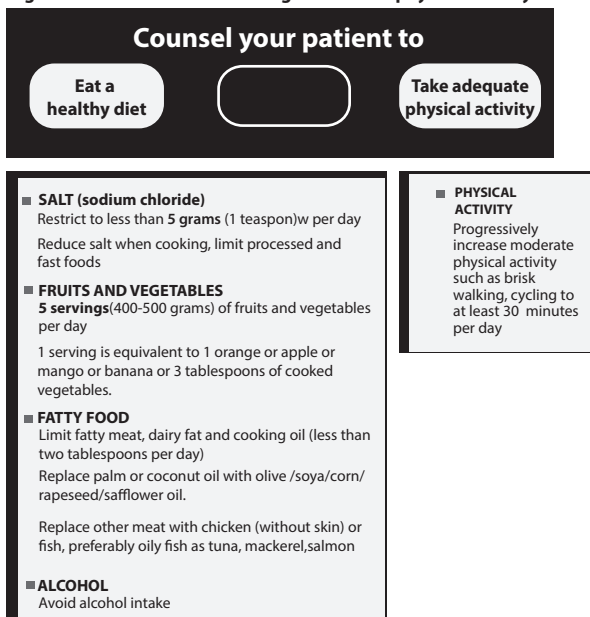 Counsel your patient to
Eat a
healthy diet
Take adequate
physical activity
SALT (sodium chloride)
Restrict to less than 5 grams (1 teaspon)w per day
Reduce salt when cooking, limit processed and
fast foods
FRUITS AND VEGETABLES
5 servings(400-500 grams) of fruits and vegetables
per day
1 serving is equivalent to 1 orange or apple or
mango or banana or 3 tablespoons of cooked
vegetables.
FATTY FOOD
Limit fatty meat, dairy fat and cooking oil (less than
two tablespoons per day)
Replace palm or coconut oil with olive /soya/corn/
rapeseed/safflower oil.
Replace other meat with chicken (without skin) or
fish, preferably oily fish as tuna, mackerel,salmon
ALCOHOL
Avoid alcohol intake
PHYSICAL
ACTIVITY
Progressively
increase moderate
physical activity
such as brisk
walking, cycling to
at least 30 minutes
per day